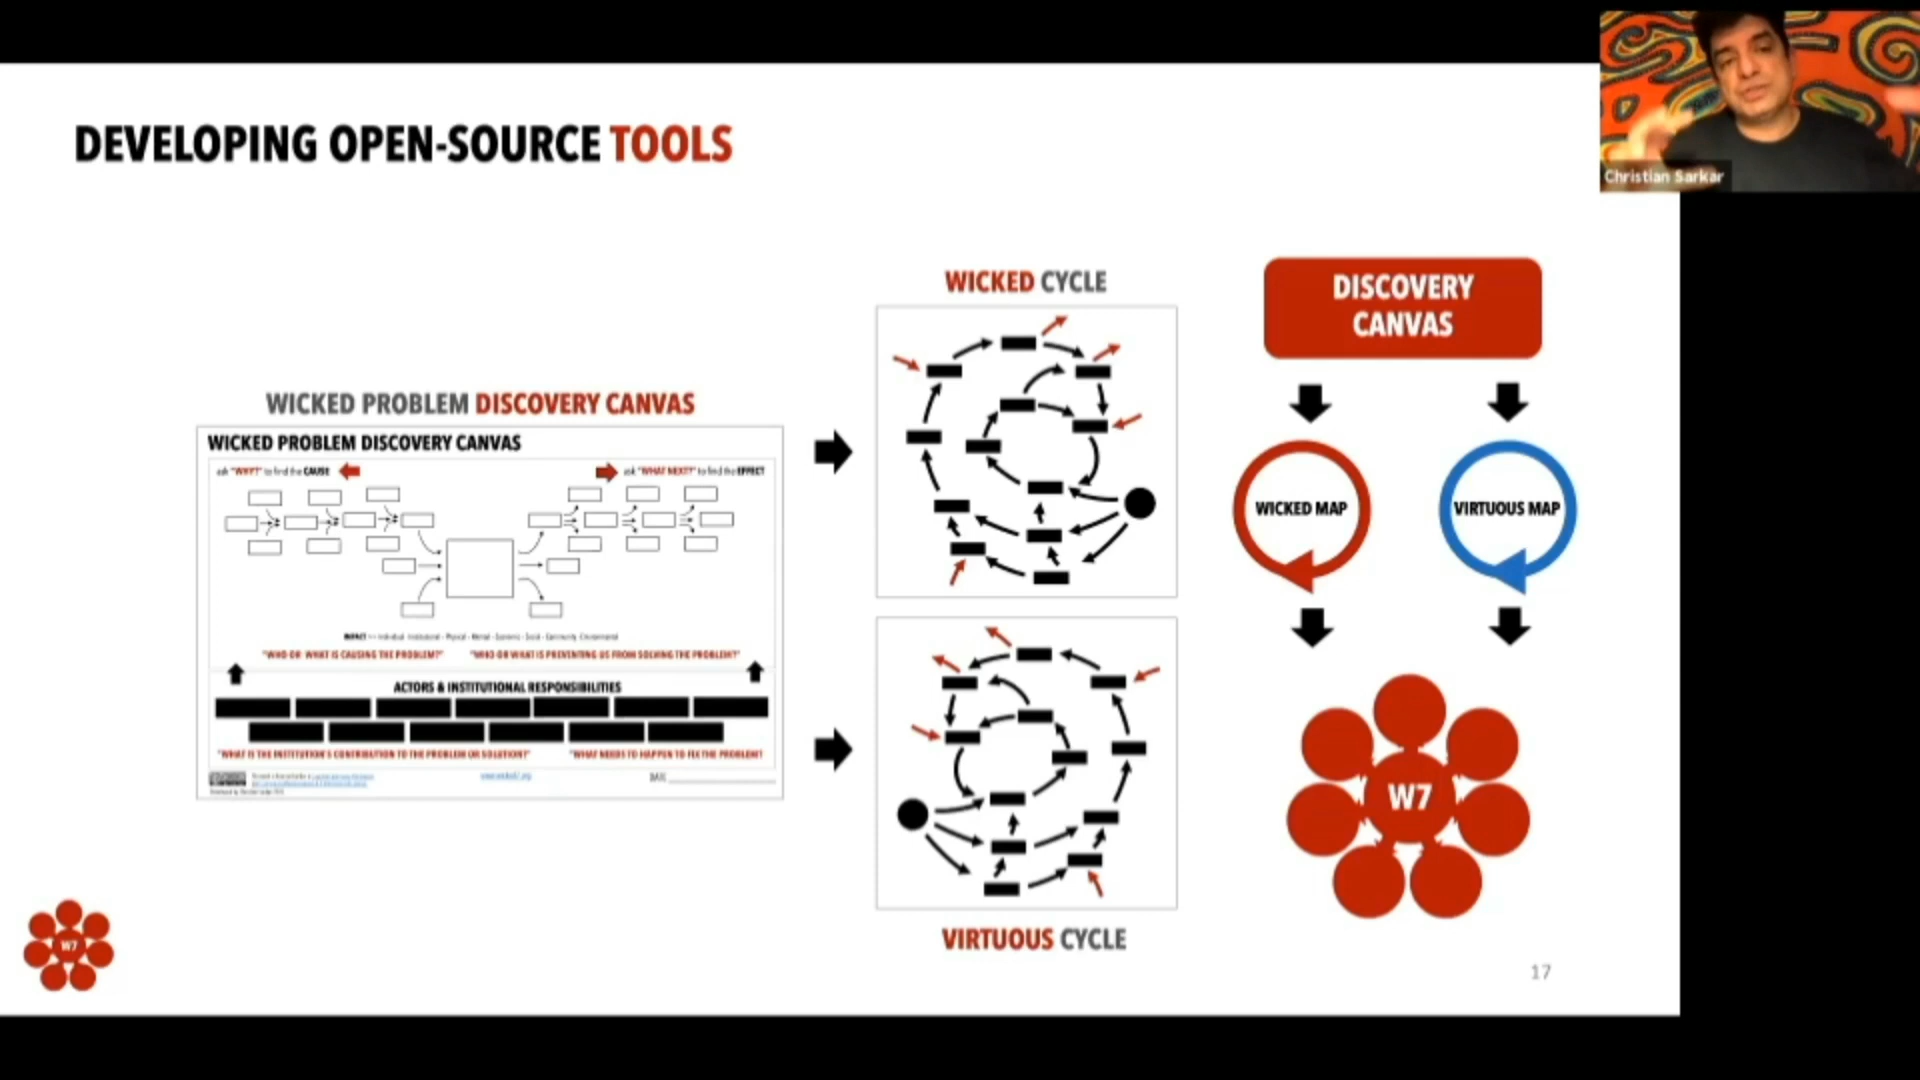 DEVELOPING OPEN-SOURCE TOOLS
Christian Sarkar
WICKED PROBLEM DISCOVERY CANVAS
WICKED PROBLEM DISCOVERY CANVAS
ask "WHY?" to find the CAUSE
ask "WHAT NEXT?" to find the EFFECT
"WHO OR WHAT IS CAUSING THE PROBLEM?"
"WHO OR WHAT IS PREVENTING US FROM SOLVING THE PROBLEM?"
ACTORS & INSTITUTIONAL RESPONSIBILITIES
"WHAT IS THE INSTITUTION'S CONTRIBUTION TO THE PROBLEM OR SOLUTION?"
"WHAT NEEDS TO HAPPEN TO FIX THE PROBLEM?
WICKED CYCLE
VIRTUOUS CYCLE
DISCOVERY
CANVAS
WICKED MAP
VIRTUOUS MAP
W7
W7
17